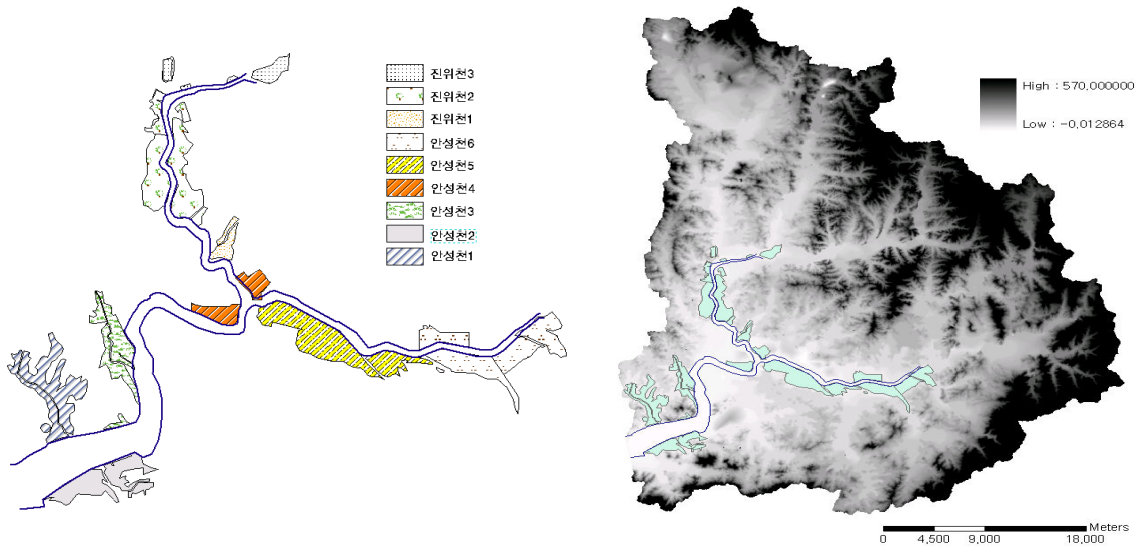 진위천3
진위천2
진위천1
안성천6
안성천5
안성천4
안성천3
안성천2
안성천1
High : 570,000000
Low : -0,012864
Meters
0 4,500 9,000 18,000